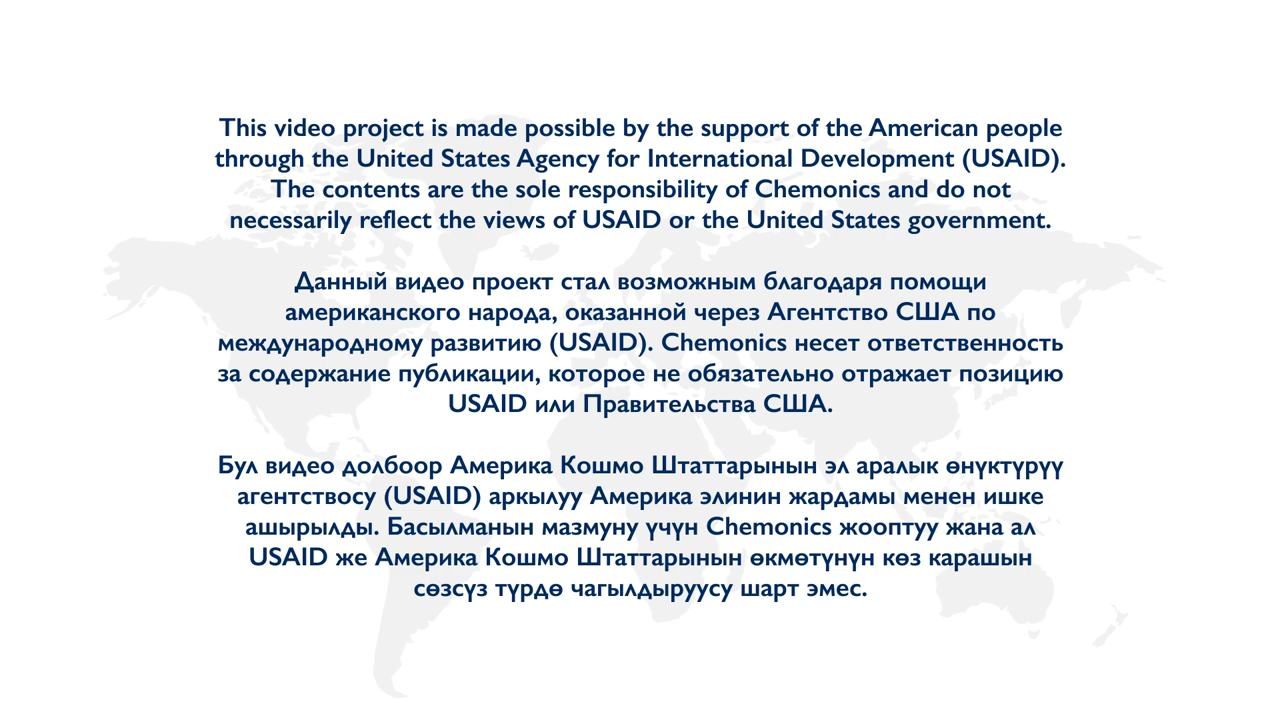 This video project is made possible by the support of the American people
through the United States Agency for International Development (USAID).
The contents are the sole responsibility of Chemonics and do not
necessarily reflect the views of USAID or the United States government.
Данный видео проект стал возможным благодаря помощи
американского народа, оказанной через Агентство США по
международному развитию (USAID). Chemonics несет ответственность
за содержание публикации, которое не обязательно отражает позицию
USAID или Правительства США.
Бул видео долбоор Америка Кошмо Штаттарынын эл аралык өнүктүрүү
агентствосу (USAID) аркылуу Америка элинин жардамы менен ишке
ашырылды. Басылманын мазмуну үчүн Chemonics жооптуу жана ал
USAID же Америка Кошмо Штаттарынын өкмөтүнүн көз карашын
сөзсүз түрдө чагылдыруусу шарт эмес.